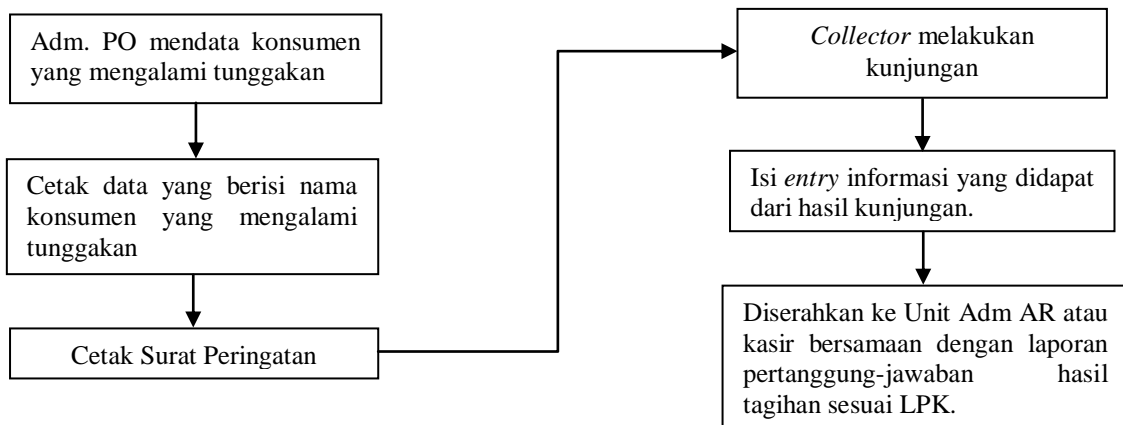 Adm. PO mendata konsumen
yang mengalami tunggakan
Cetak data yang berisi nama
konsumen yang mengalami
tunggakan
Cetak Surat Peringatan
Collector melakukan
kunjungan
Isi entry informasi yang didapat
dari hasil kunjungan.
Diserahkan ke Unit Adm AR atau
kasir bersamaan dengan laporan
pertanggung-jawaban hasil
tagihan sesuai LPK.